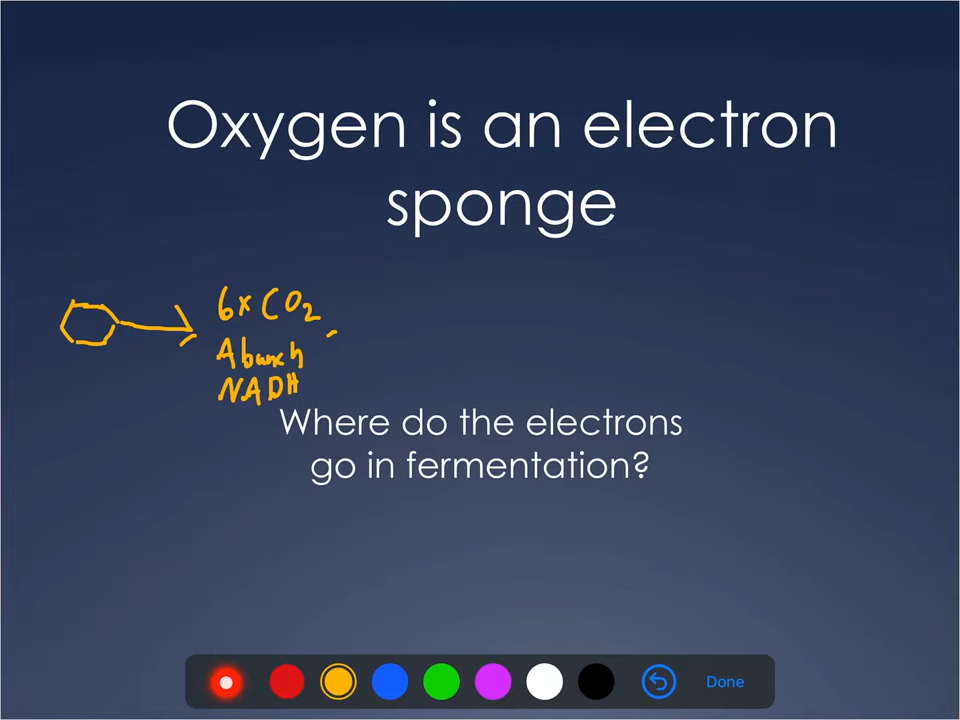 Oxygen is an electron
sponge
6x CO2
A bunch
NADH
Where do the electrons
go in fermentation?
Done